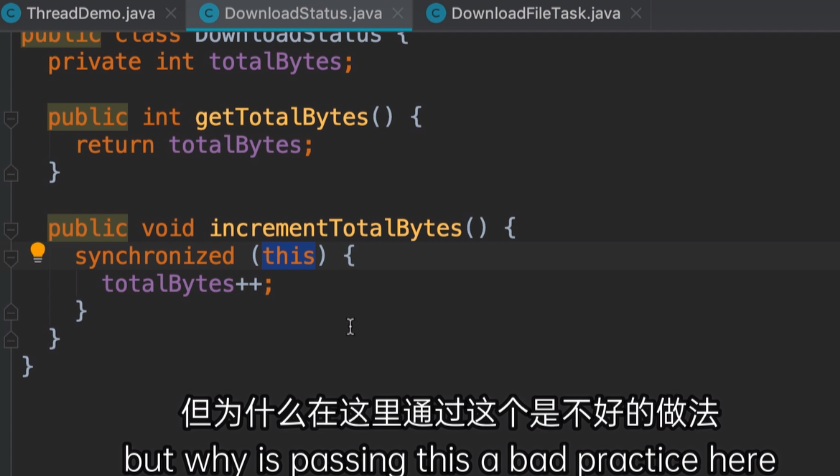 ThreadDemo.java DownloadStatus.java DownloadFileTask.java
public class DownloadStatus {
private int totalBytes;
public int getTotalBytes() {
return totalBytes;
}
public void incrementTotalBytes() {
synchronized (this) {
totalBytes++;
}
}
}
但为什么在这里通过这个是不好的做法
but why is passing this a bad practice here